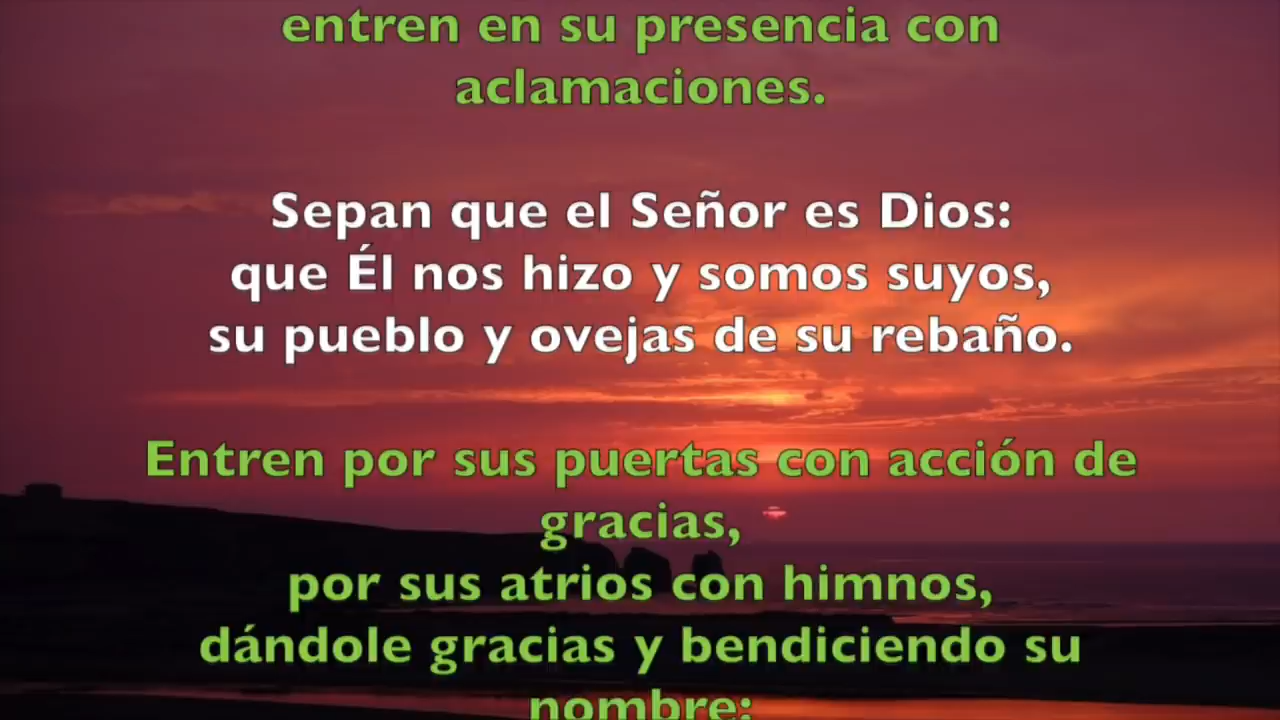 entren en su presencia con
aclamaciones.
Sepan que el Señor es Dios:
que Él nos hizo y somos suyos,
su pueblo y ovejas de su rebaño.
Entren por sus puertas con acción de
gracias,
por sus atrios con himnos,
dándole gracias y bendiciendo su
nombre: